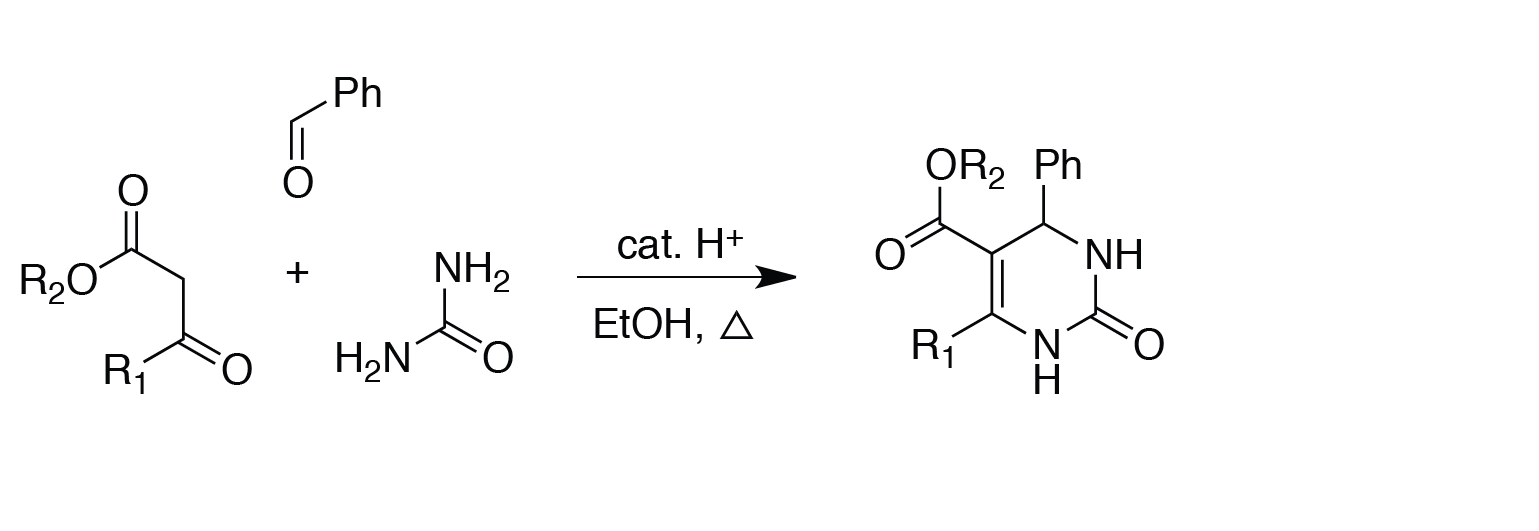 Ph
O
O
R2O
+
NH2
H2N
O
R1
O
cat. H+
EtOH, △
OR2
Ph
O
NH
R1
N
H
O